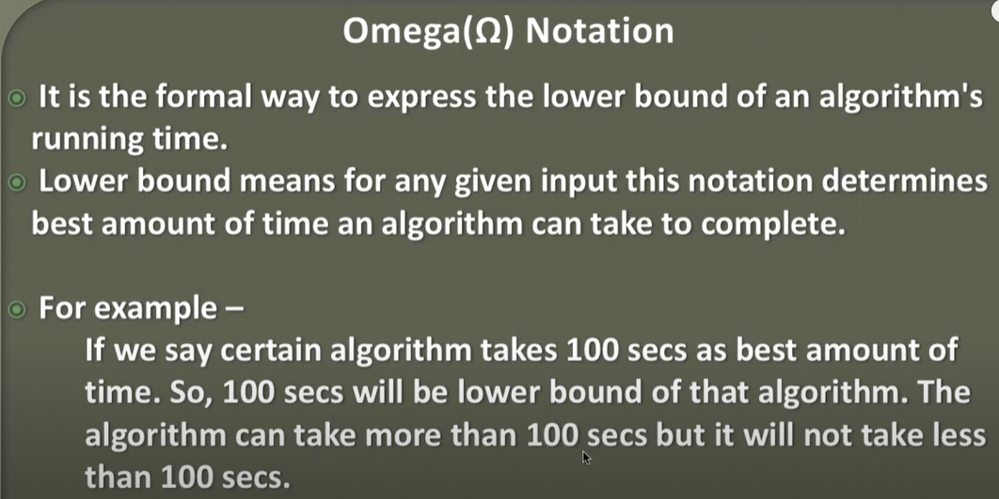 Omega(Ω) Notation
It is the formal way to express the lower bound of an algorithm's
running time.
Lower bound means for any given input this notation determines
best amount of time an algorithm can take to complete.
For example –
If we say certain algorithm takes 100 secs as best amount of
time. So, 100 secs will be lower bound of that algorithm. The
algorithm can take more than 100 secs but it will not take less
than 100 secs.